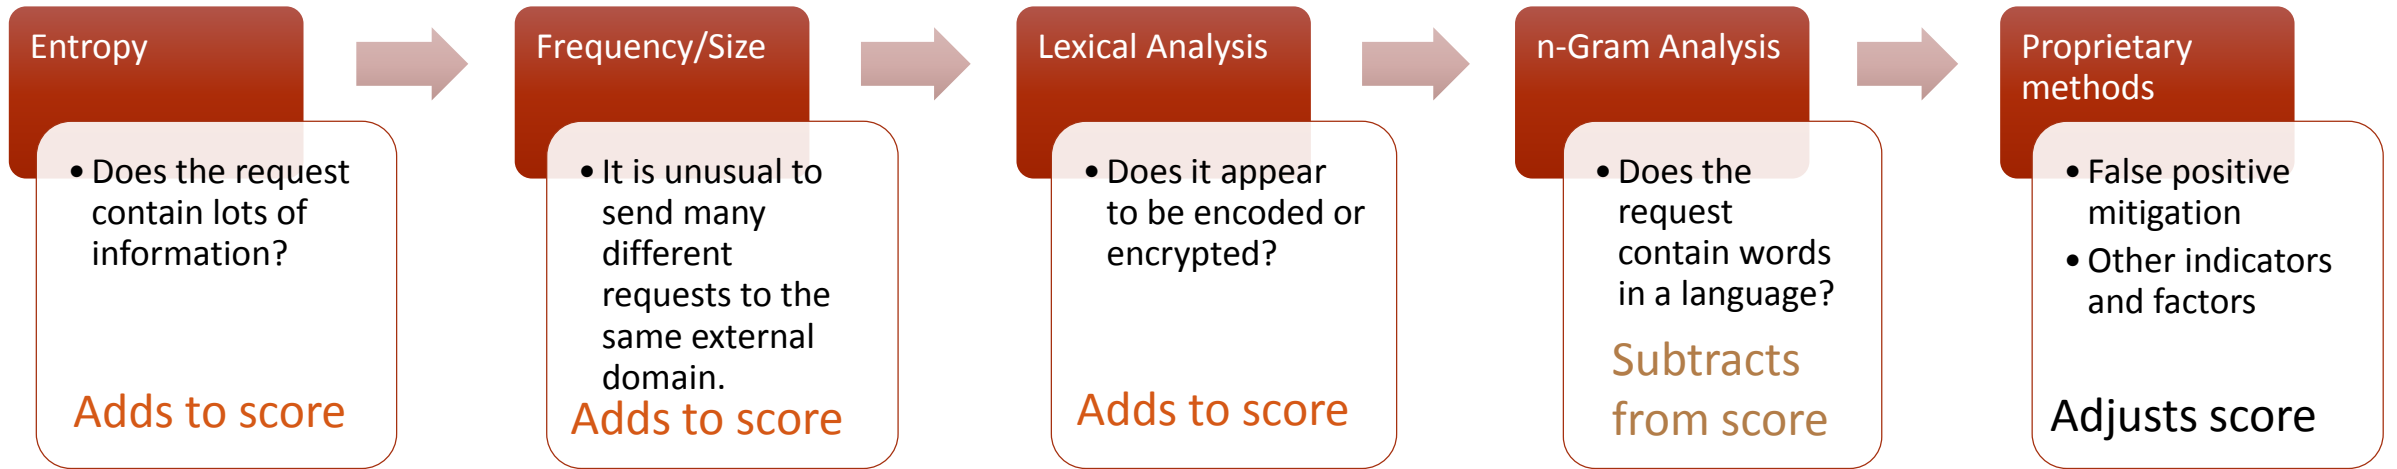 Entropy
• Does the request
contain lots of
information?
Adds to score
Frequency/Size
• It is unusual to
send many
different
requests to the
same external
domain.
Adds to score
Lexical Analysis
• Does it appear
to be encoded or
encrypted?
Adds to score
n-Gram Analysis
• Does the
request
contain words
in a language?
Subtracts
from score
Proprietary
methods
• False positive
mitigation
• Other indicators
and factors
Adjusts score